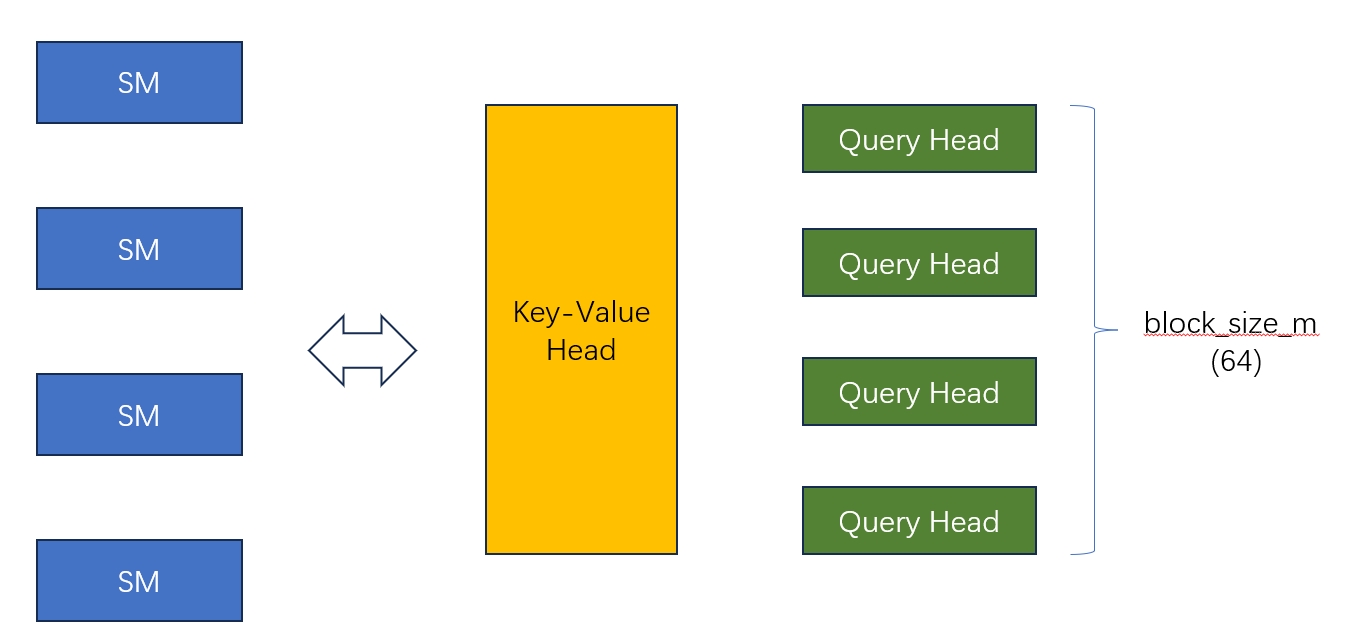 SM
SM
SM
SM
Key-Value
Head
Query Head
Query Head
Query Head
Query Head
block_size_m
(64)